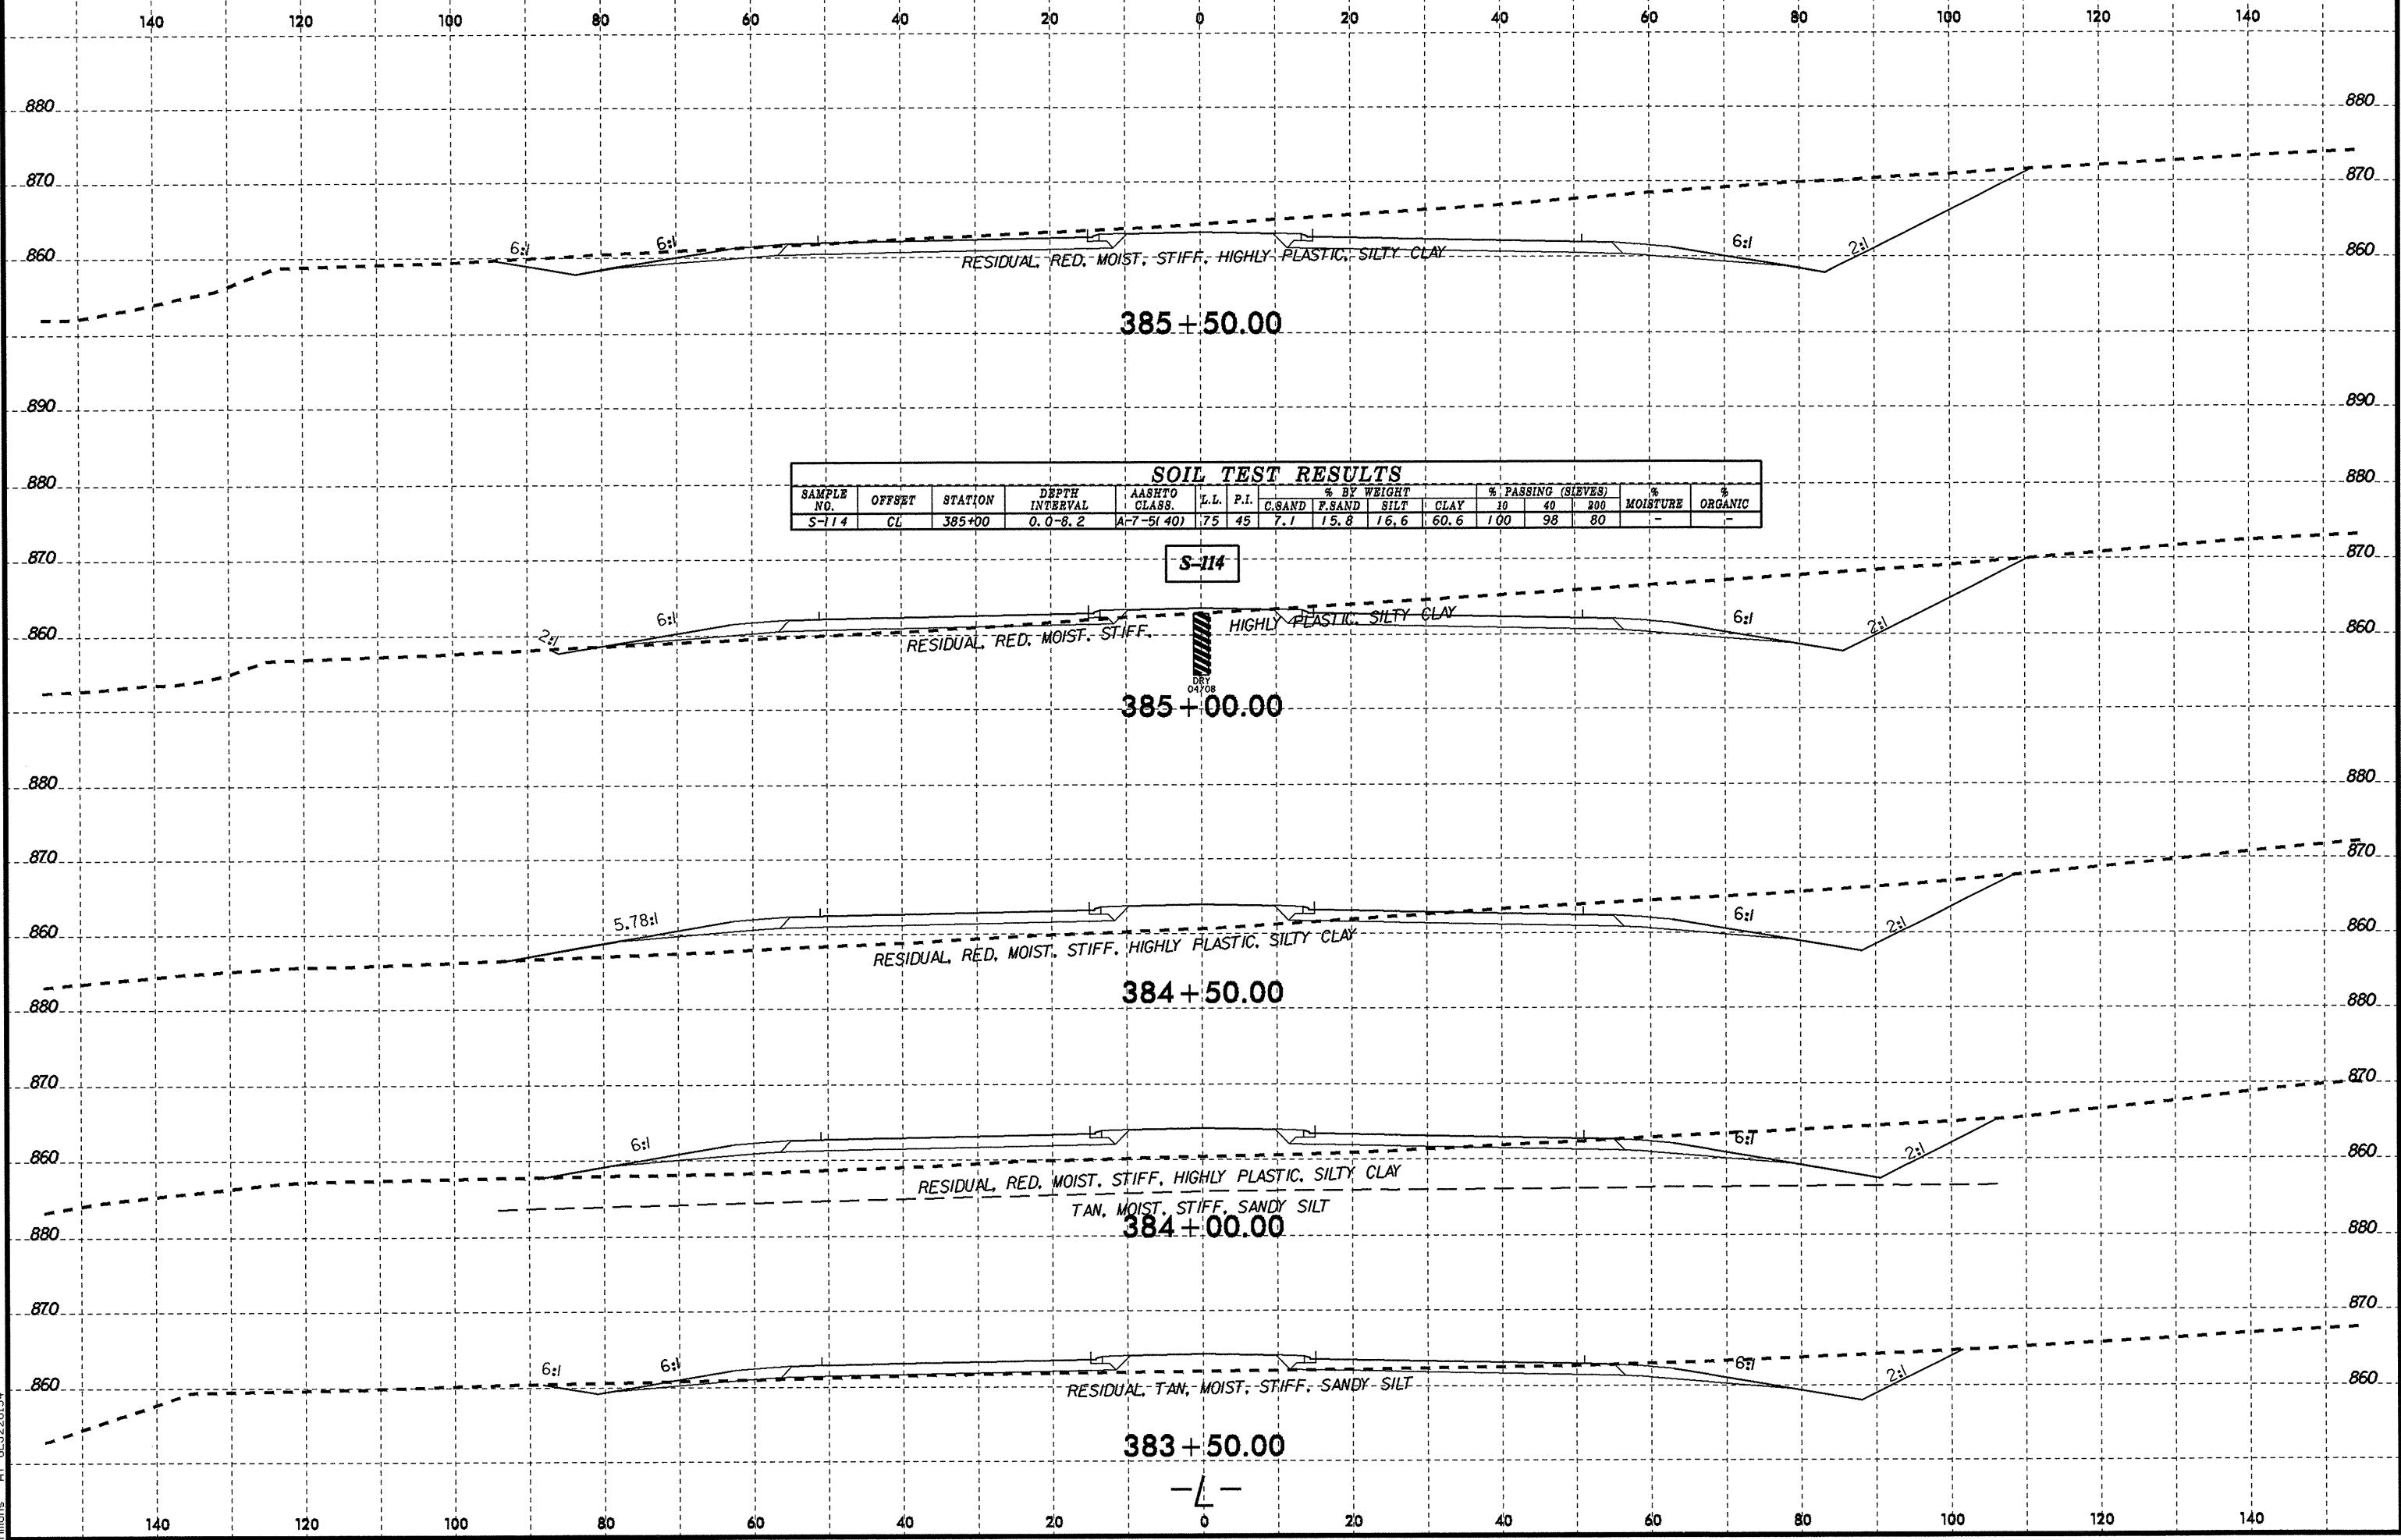 140 120 100 80 60 40 20 0 20 40 60 80 100 120 140
880 880
870 870
6:1 6:1 6:1 2:1
860 860
RESIDUAL, RED, MOIST, STIFF, HIGHLY PLASTIC, SILTY CLAY
385+50.00
890 890
SOIL TEST RESULTS
880 880
SAMPLE NO. OFFSET STATION DEPTH INTERVAL AASHTO CLASS. L.L. P.I. % BY WEIGHT C.SAND F.SAND SILT CLAY % PASSING (SIEVES) 10 40 200 % MOISTURE % ORGANIC
S-114 CL 385+00 0.0-8.2 A-7-5(40) 75 45 7.1 15.8 16.6 60.6 100 98 80 - -
870 870
S-114
2:1 6:1 6:1 2:1
860 860
RESIDUAL, RED, MOIST, STIFF, HIGHLY PLASTIC, SILTY CLAY
DRY
04/08
385+00.00
880 880
870 870
5.78:1 6:1 2:1
860 860
RESIDUAL, RED, MOIST, STIFF, HIGHLY PLASTIC, SILTY CLAY
384+50.00
880 880
870 870
6:1 6:1 2:1
860 860
RESIDUAL, RED, MOIST, STIFF, HIGHLY PLASTIC, SILTY CLAY
TAN, MOIST, STIFF, SANDY SILT
384+00.00
880 880
870 870
6:1 6:1 6:1 2:1
860 860
RESIDUAL, TAN, MOIST, STIFF, SANDY SILT
383+50.00
-L-
140 120 100 80 60 40 20 0 20 40 60 80 100 120 140